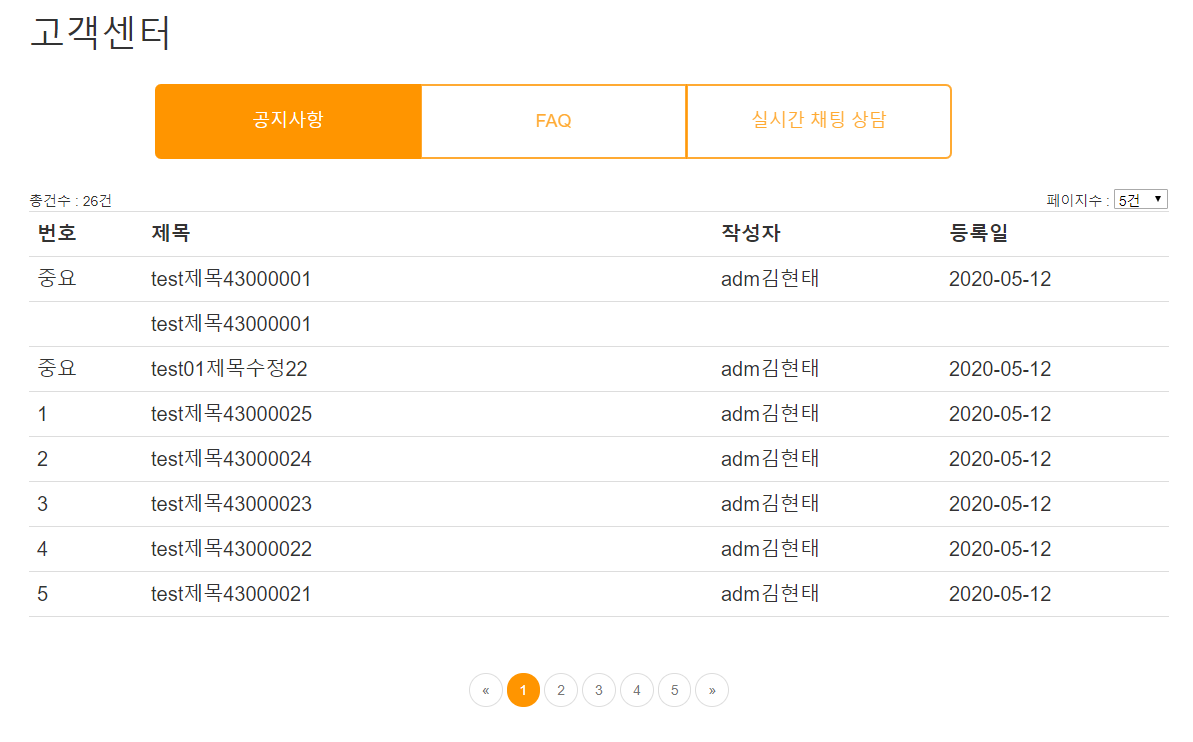 고객센터
공지사항 FAQ 실시간 채팅 상담
총건수 : 26건 페이지수 : 5건
번호 제목 작성자 등록일
중요 test제목43000001 adm김현태 2020-05-12
test제목43000001
중요 test01제목수정22 adm김현태 2020-05-12
1 test제목43000025 adm김현태 2020-05-12
2 test제목43000024 adm김현태 2020-05-12
3 test제목43000023 adm김현태 2020-05-12
4 test제목43000022 adm김현태 2020-05-12
5 test제목43000021 adm김현태 2020-05-12
« 1 2 3 4 5 »